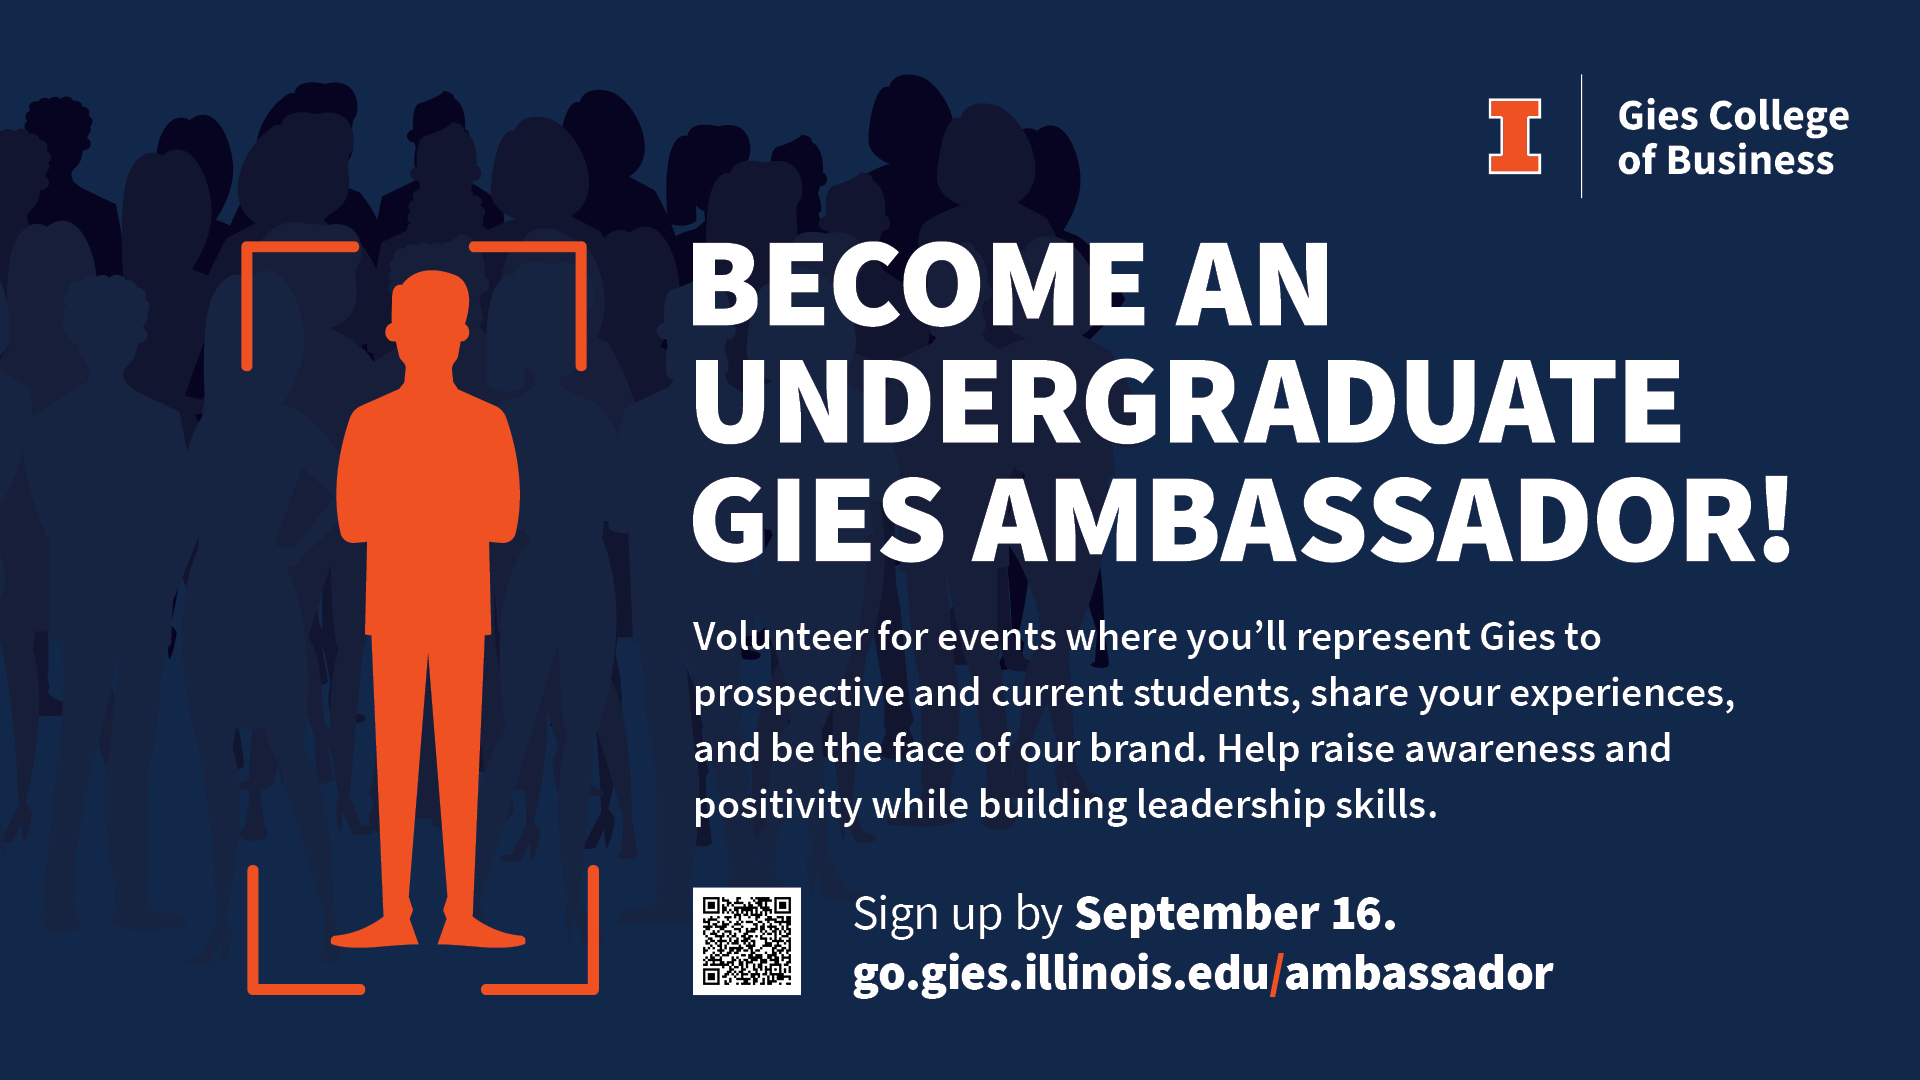 I
Gies College
of Business
BECOME AN
UNDERGRADUATE
GIES AMBASSADOR!
Volunteer for events where you’ll represent Gies to
prospective and current students, share your experiences,
and be the face of our brand. Help raise awareness and
positivity while building leadership skills.
Sign up by September 16.
go.gies.illinois.edu/ambassador